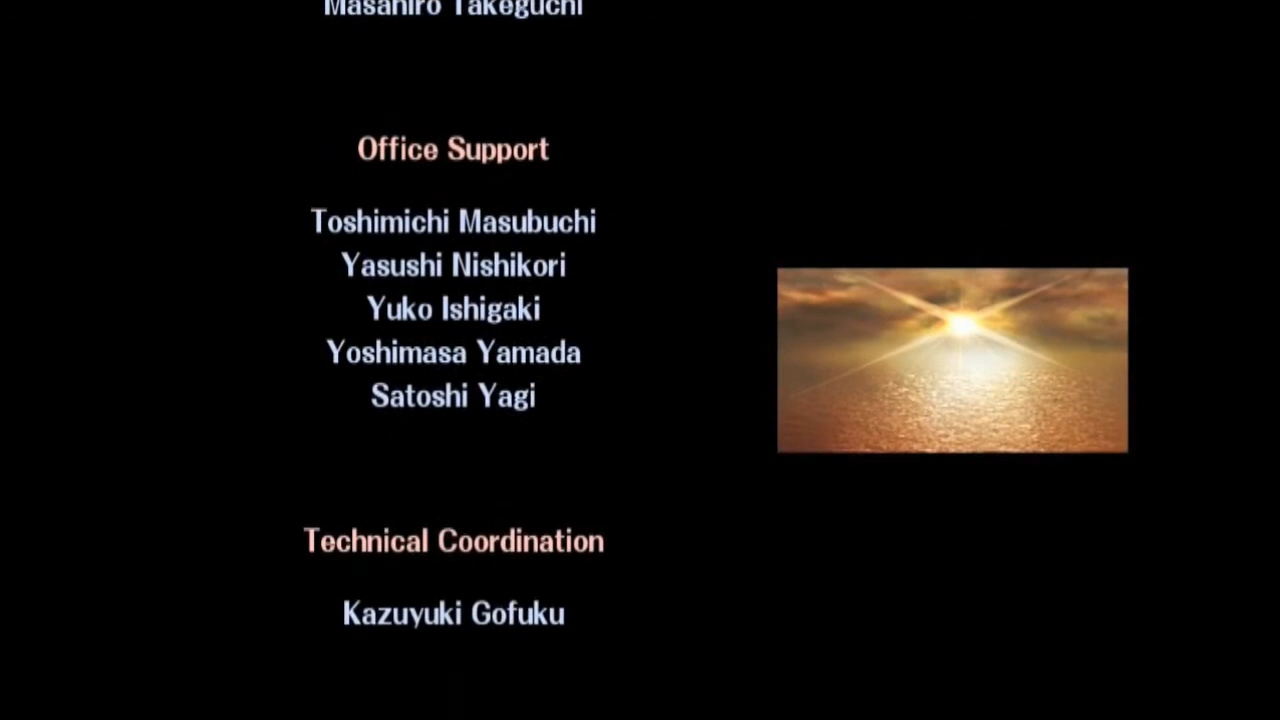 Masahiro Takeguchi
Office Support
Toshimichi Masubuchi
Yasushi Nishikori
Yuko Ishigaki
Yoshimasa Yamada
Satoshi Yagi
Technical Coordination
Kazuyuki Gofuku